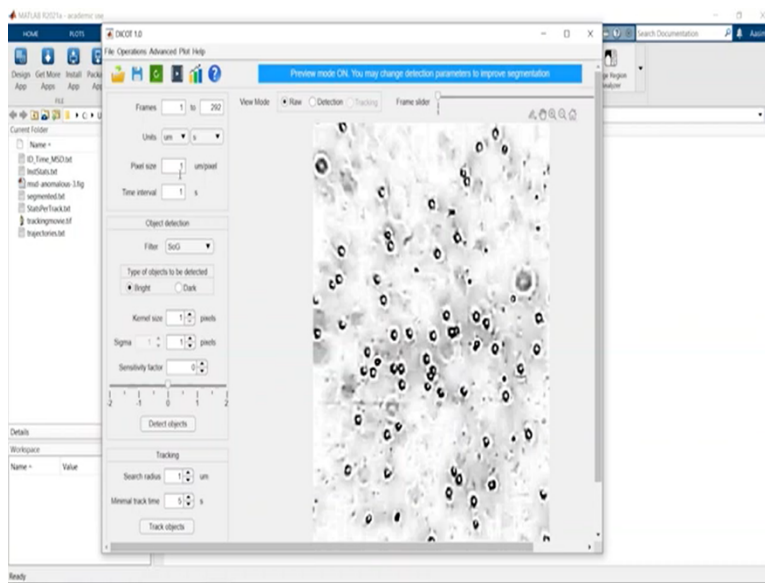 MATLAB R2021a - academic use
HOME
PLOTS
Search Documentation
Design App
Get More Apps
Install App
FILE
Current Folder
Name
ID_Time_MSD.txt
InstStats.txt
msd-anomalous-3.fig
segmented.txt
StatsPerTrack.txt
trackingmovie.tif
trajectories.txt
Details
Workspace
Name
Value
Ready
DICOT 1.0
File Operations Advanced Plot Help
Preview mode ON. You may change detection parameters to improve segmentation
Frames 1 to 292
View Mode Raw Detection Tracking Frame slider
Units um s
Pixel size 1 um/pixel
Time interval 1 s
Object detection
Filter SoG
Type of objects to be detected
Bright Dark
Kernel size 1 pixels
Sigma 1 : 1 pixels
Sensitivity factor 0
-2 -1 0 1 2
Detect objects
Tracking
Search radius 1 um
Minimal track time 5 s
Track objects